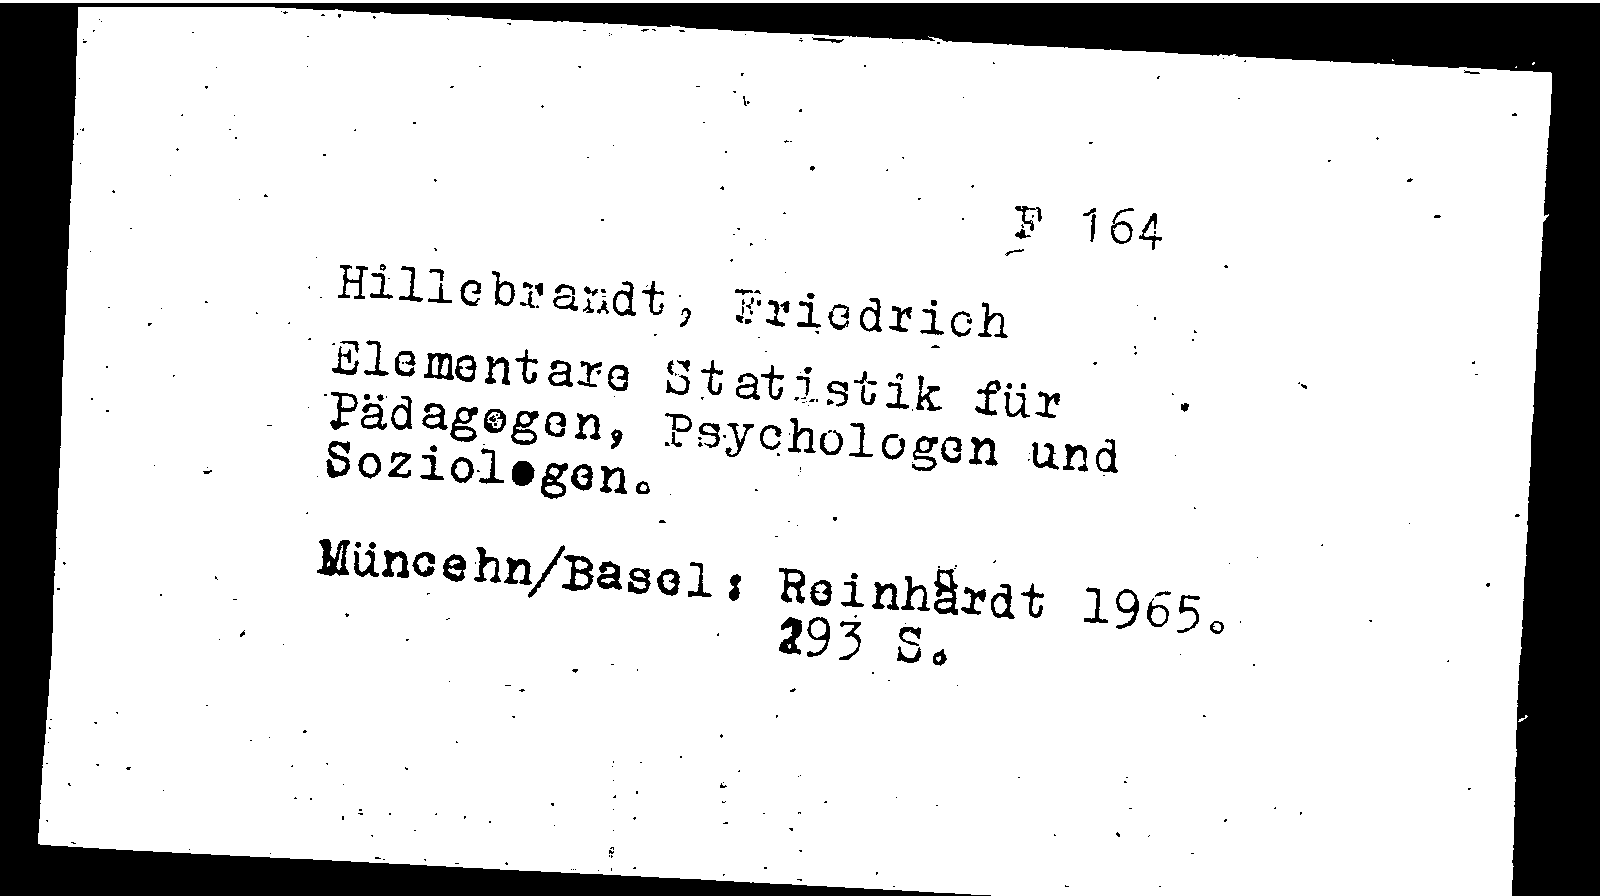 F 164
Hillebrandt, Friedrich
Elementare Statistik für
Pädagogen, Psychologen und
Soziologen.
Müncehn/Basel: Reinhardt 1965.
293 S.